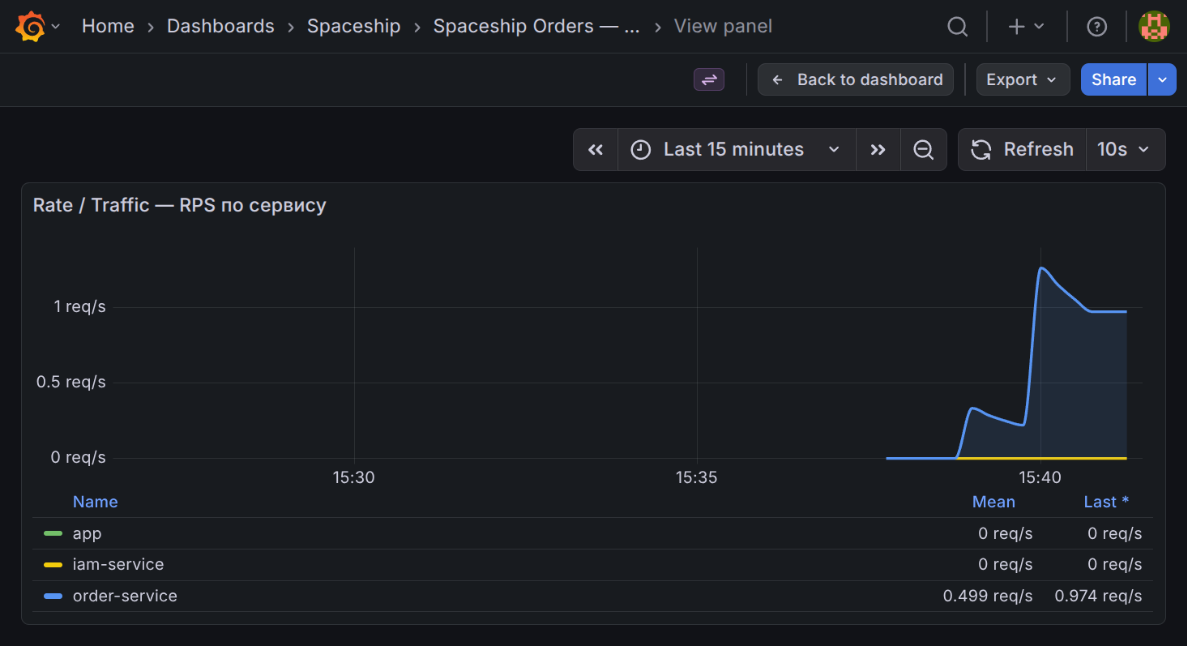 Home › Dashboards › Spaceship › Spaceship Orders — ... › View panel
Back to dashboard Export Share
Last 15 minutes Refresh 10s
Rate / Traffic — RPS по сервису
1 req/s
0.5 req/s
0 req/s
15:30 15:35 15:40
Name Mean Last *
app 0 req/s 0 req/s
iam-service 0 req/s 0 req/s
order-service 0.499 req/s 0.974 req/s